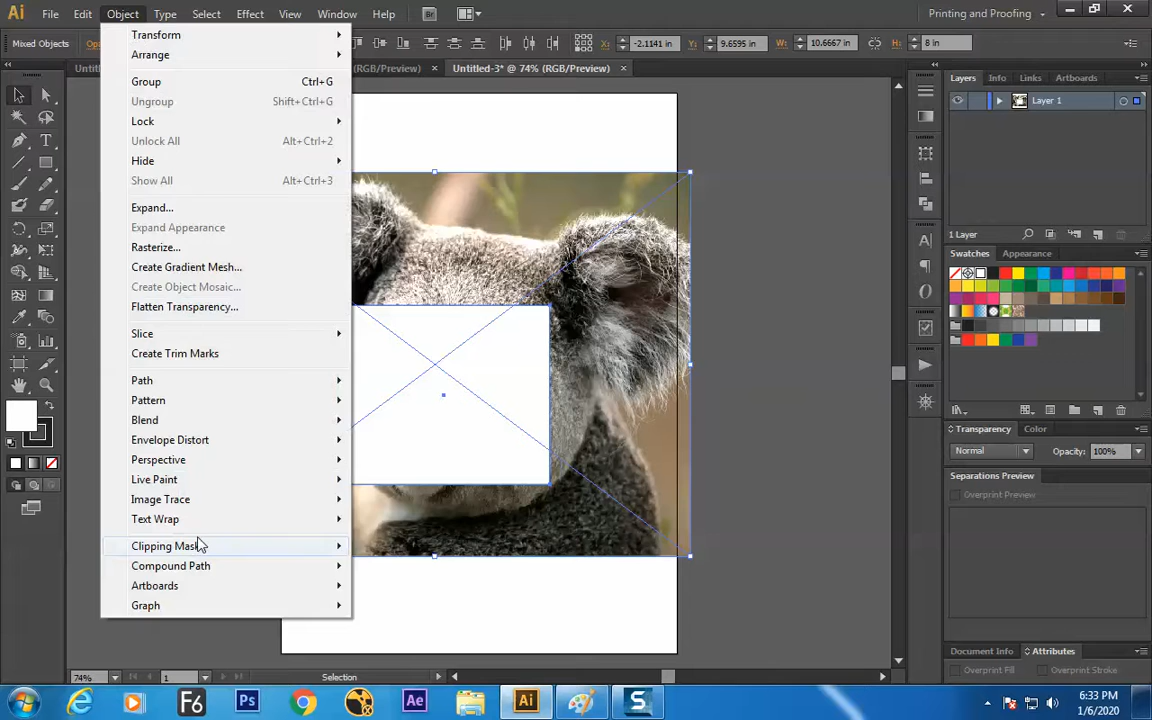 Ai File Edit Object Type Select Effect View Window Help Br Printing and Proofing
Mixed Objects X: -2.1141 in Y: 9.6595 in W: 10.6667 in H: 8 in
(RGB/Preview) × Untitled-3* @ 74% (RGB/Preview) ×
Transform
Arrange
Group Ctrl+G
Ungroup Shift+Ctrl+G
Lock
Unlock All Alt+Ctrl+2
Hide
Show All Alt+Ctrl+3
Expand...
Expand Appearance
Rasterize...
Create Gradient Mesh...
Create Object Mosaic...
Flatten Transparency...
Slice
Create Trim Marks
Path
Pattern
Blend
Envelope Distort
Perspective
Live Paint
Image Trace
Text Wrap
Clipping Mask
Compound Path
Artboards
Graph
Layers Info Links Artboards
Layer 1
1 Layer
Swatches Appearance
Transparency Color
Normal Opacity: 100%
Separations Preview
Overprint Preview
Document Info Attributes
Overprint Fill Overprint Stroke
74% 1 Selection
F6 Ps Ae Ai S
6:33 PM
1/6/2020